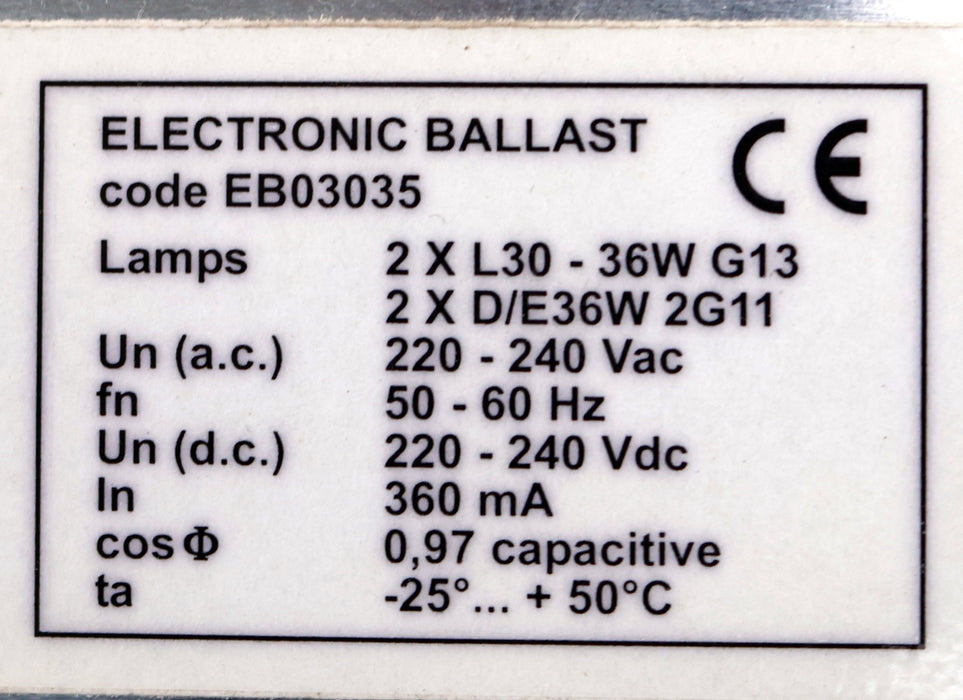 ELECTRONIC BALLAST CE
code EB03035
Lamps 2 X L30 - 36W G13
2 X D/E36W 2G11
Un (a.c.) 220 - 240 Vac
fn 50 - 60 Hz
Un (d.c.) 220 - 240 Vdc
In 360 mA
cos Φ 0,97 capacitive
ta -25°... + 50°C